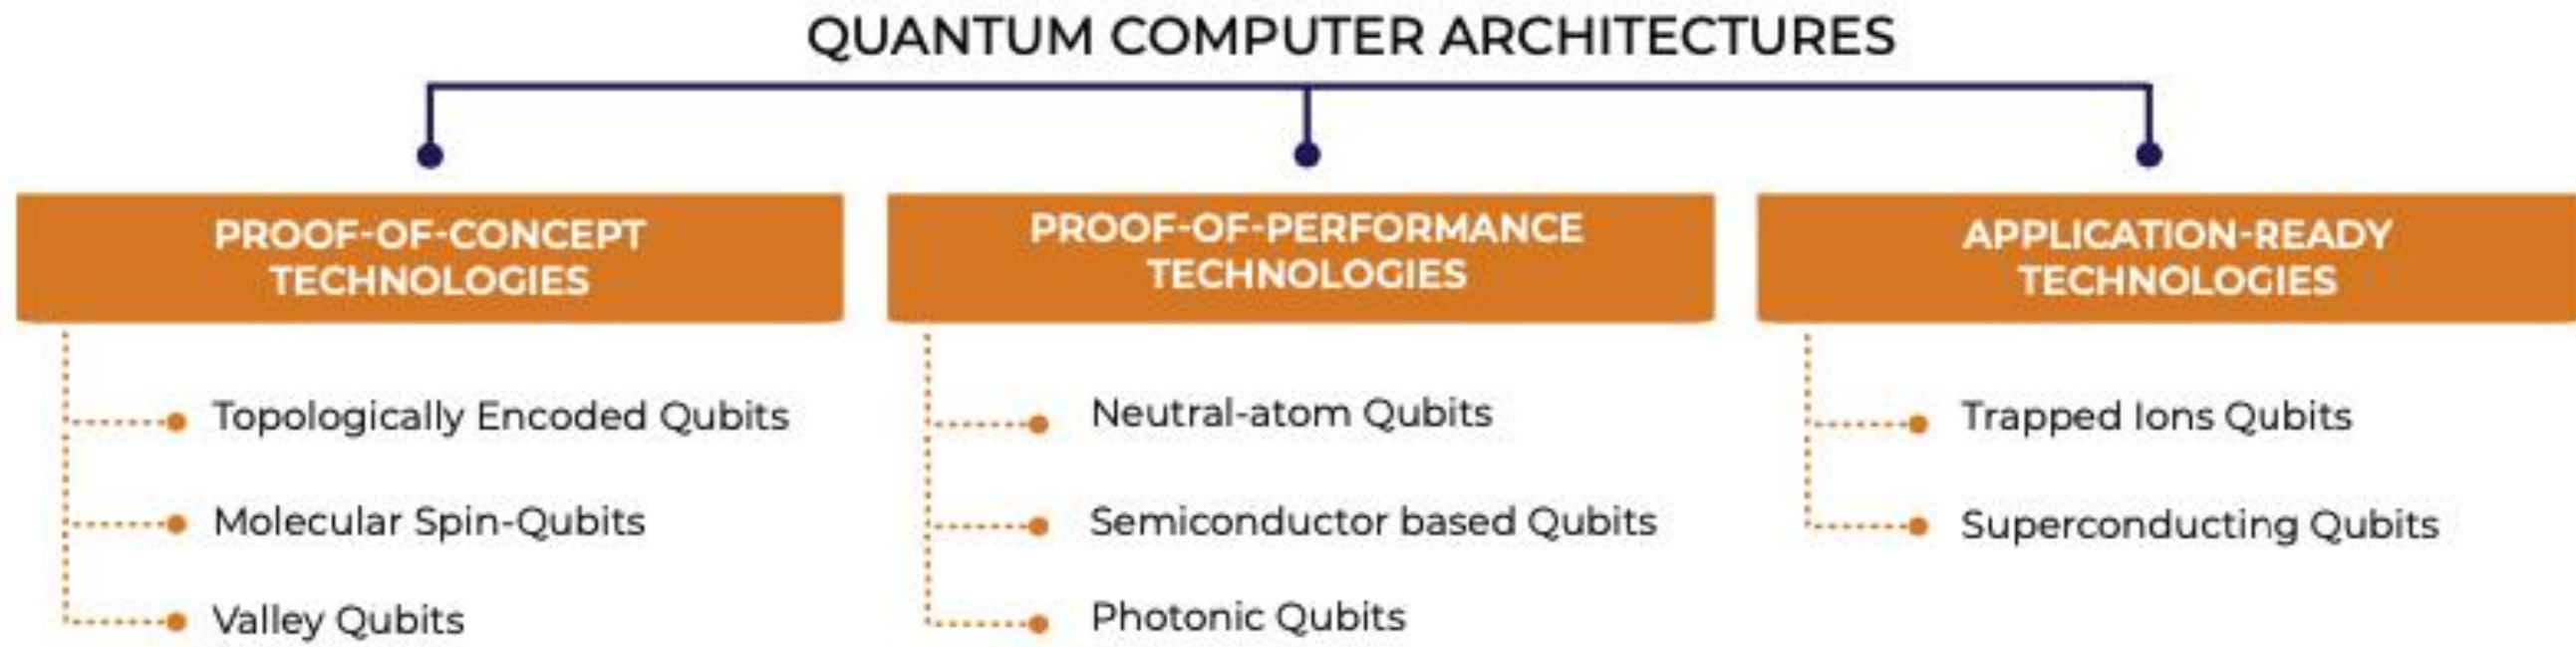 QUANTUM COMPUTER ARCHITECTURES
PROOF-OF-CONCEPT
TECHNOLOGIES
Topologically Encoded Qubits
Molecular Spin-Qubits
Valley Qubits
PROOF-OF-PERFORMANCE
TECHNOLOGIES
Neutral-atom Qubits
Semiconductor based Qubits
Photonic Qubits
APPLICATION-READY
TECHNOLOGIES
Trapped Ions Qubits
Superconducting Qubits